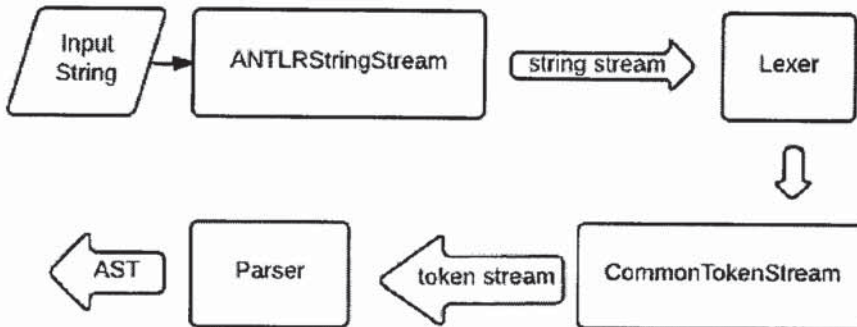 Input
String
ANTLRStringStream
string stream
Lexer
AST
Parser
token stream
CommonTokenStream